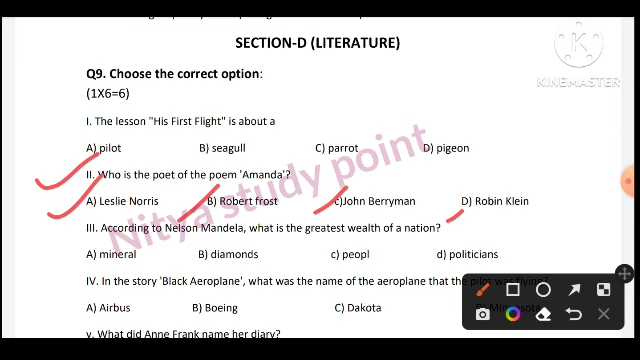 SECTION-D (LITERATURE)
KINEMASTER
Q9. Choose the correct option:
(1X6=6)
I. The lesson "His First Flight" is about a
A) pilot B) seagull C) parrot D) pigeon
II. Who is the poet of the poem 'Amanda'?
A) Leslie Norris B) Robert frost c)John Berryman D) Robin Klein
III. According to Nelson Mandela, what is the greatest wealth of a nation?
A) mineral B) diamonds c) peopl d) politicians
IV. In the story 'Black Aeroplane', what was the name of the aeroplane that the pilot was flying?
A) Airbus B) Boeing C) Dakota D) Minnesota
v. What did Anne Frank name her diary?
Nitya study point